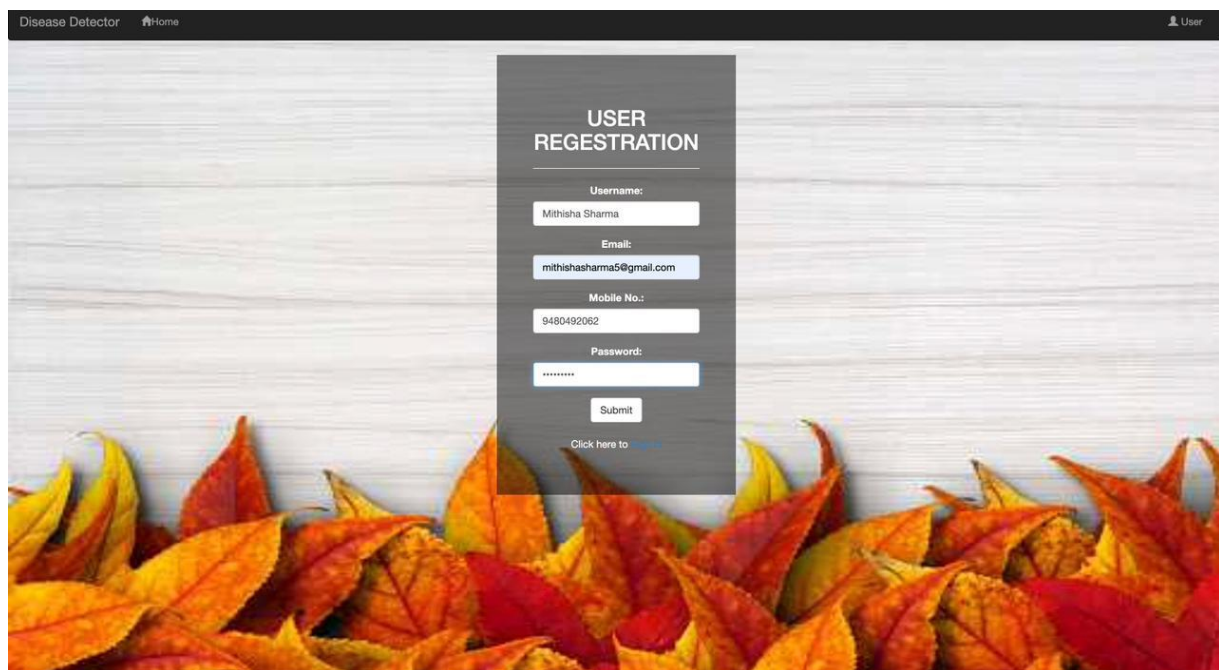 Disease Detector Home User
USER
REGESTRATION
Username:
Mithisha Sharma
Email:
mithishasharma5@gmail.com
Mobile No.:
9480492062
Password:
•••••••••
Submit
Click here to